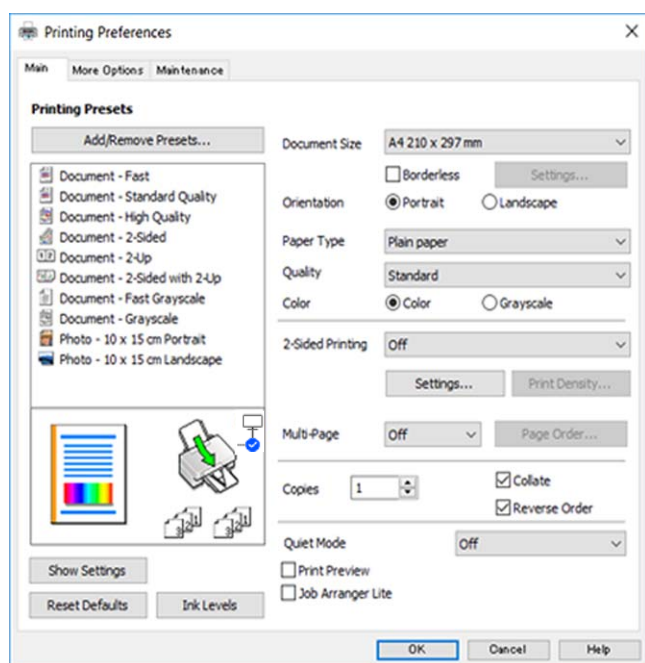 Printing Preferences
Main More Options Maintenance
Printing Presets
Add/Remove Presets...
Document - Fast
Document - Standard Quality
Document - High Quality
Document - 2-Sided
Document - 2-Up
Document - 2-Sided with 2-Up
Document - Fast Grayscale
Document - Grayscale
Photo - 10 x 15 cm Portrait
Photo - 10 x 15 cm Landscape
Show Settings
Reset Defaults Ink Levels
Document Size A4 210 x 297 mm
Borderless Settings...
Orientation Portrait Landscape
Paper Type Plain paper
Quality Standard
Color Color Grayscale
2-Sided Printing Off
Settings... Print Density...
Multi-Page Off Page Order...
Copies 1 Collate
Reverse Order
Quiet Mode Off
Print Preview
Job Arranger Lite
OK Cancel Help